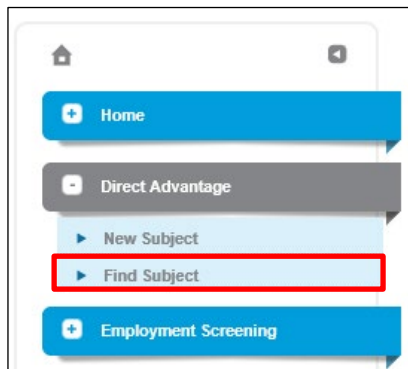 Home
Direct Advantage
New Subject
Find Subject
Employment Screening